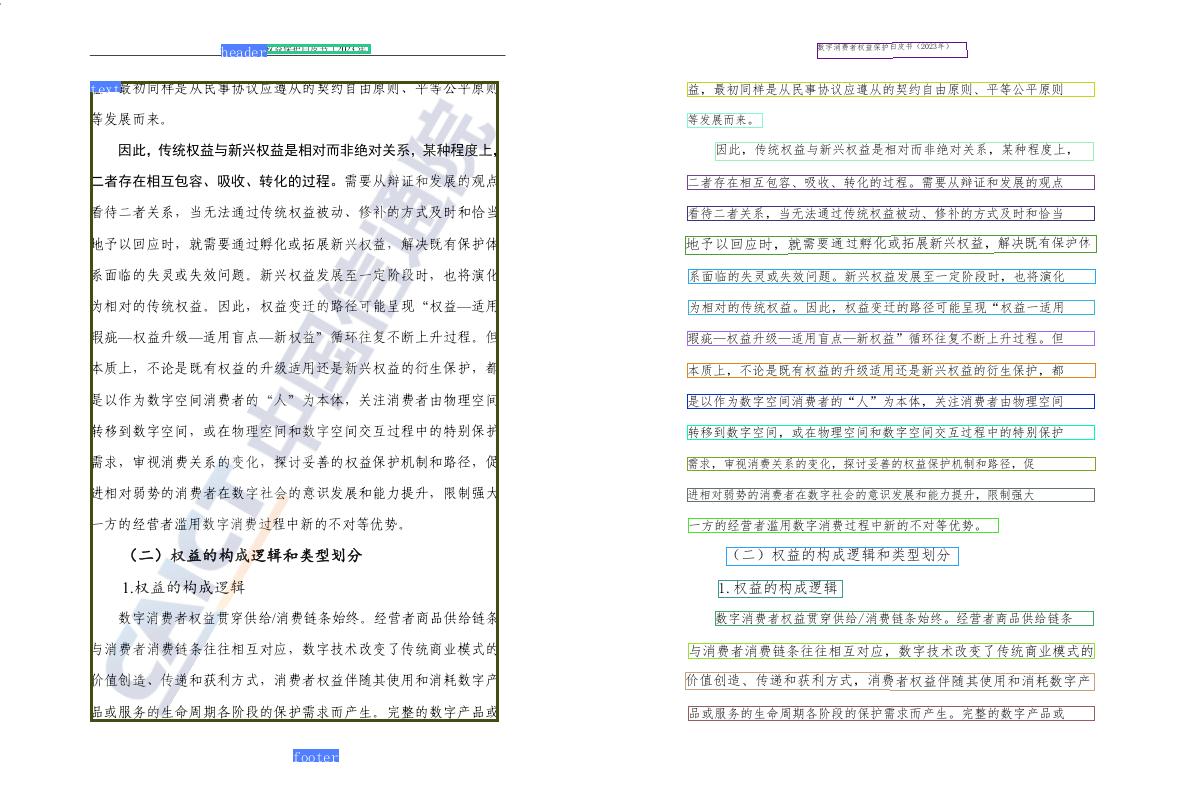 header
text 最初同样是从民事协议应遵从的契约自由原则、平等公平原则
等发展而来。
因此，传统权益与新兴权益是相对而非绝对关系，某种程度上，
二者存在相互包容、吸收、转化的过程。需要从辩证和发展的观点
看待二者关系，当无法通过传统权益被动、修补的方式及时和恰当
地予以回应时，就需要通过孵化或拓展新兴权益，解决既有保护体
系面临的失灵或失效问题。新兴权益发展至一定阶段时，也将演化
为相对的传统权益。因此，权益变迁的路径可能呈现“权益—适用
瑕疵—权益升级—适用盲点—新权益”循环往复不断上升过程。但
本质上，不论是既有权益的升级适用还是新兴权益的衍生保护，都
是以作为数字空间消费者的“人”为本体，关注消费者由物理空间
转移到数字空间，或在物理空间和数字空间交互过程中的特别保护
需求，审视消费关系的变化，探讨妥善的权益保护机制和路径，促
进相对弱势的消费者在数字社会的意识发展和能力提升，限制强大
一方的经营者滥用数字消费过程中新的不对等优势。
（二）权益的构成逻辑和类型划分
1.权益的构成逻辑
数字消费者权益贯穿供给/消费链条始终。经营者商品供给链条
与消费者消费链条往往相互对应，数字技术改变了传统商业模式的
价值创造、传递和获利方式，消费者权益伴随其使用和消耗数字产
品或服务的生命周期各阶段的保护需求而产生。完整的数字产品或
footer
CAICT 中国信通院
数字消费者权益保护白皮书（2023年）
益，最初同样是从民事协议应遵从的契约自由原则、平等公平原则
等发展而来。
因此，传统权益与新兴权益是相对而非绝对关系，某种程度上，
二者存在相互包容、吸收、转化的过程。需要从辩证和发展的观点
看待二者关系，当无法通过传统权益被动、修补的方式及时和恰当
地予以回应时，就需要通过孵化或拓展新兴权益，解决既有保护休
系面临的失灵或失效问题。新兴权益发展至一定阶段时，也将演化
为相对的传统权益。因此，权益变迁的路径可能呈现“权益一适用
瑕疵—权益升级—适用盲点—新权益”循环往复不断上升过程。但
本质上，不论是既有权益的升级适用还是新兴权益的衍生保护，都
是以作为数字空间消费者的“人”为本体，关注消费者由物理空间
转移到数字空间，或在物理空间和数字空间交互过程中的特别保护
需求，审视消费关系的变化，探讨妥善的权益保护机制和路径，促
进相对弱势的消费者在数字社会的意识发展和能力提升，限制强大
一方的经营者滥用数字消费过程中新的不对等优势。
（二）权益的构成逻辑和类型划分
1.权益的构成逻辑
数字消费者权益贯穿供给/消费链条始终。经营者商品供给链条
与消费者消费链条往往相互对应，数字技术改变了传统商业模式的
价值创造、传递和获利方式，消费者权益伴随其使用和消耗数字产
品或服务的生命周期各阶段的保护需求而产生。完整的数字产品或